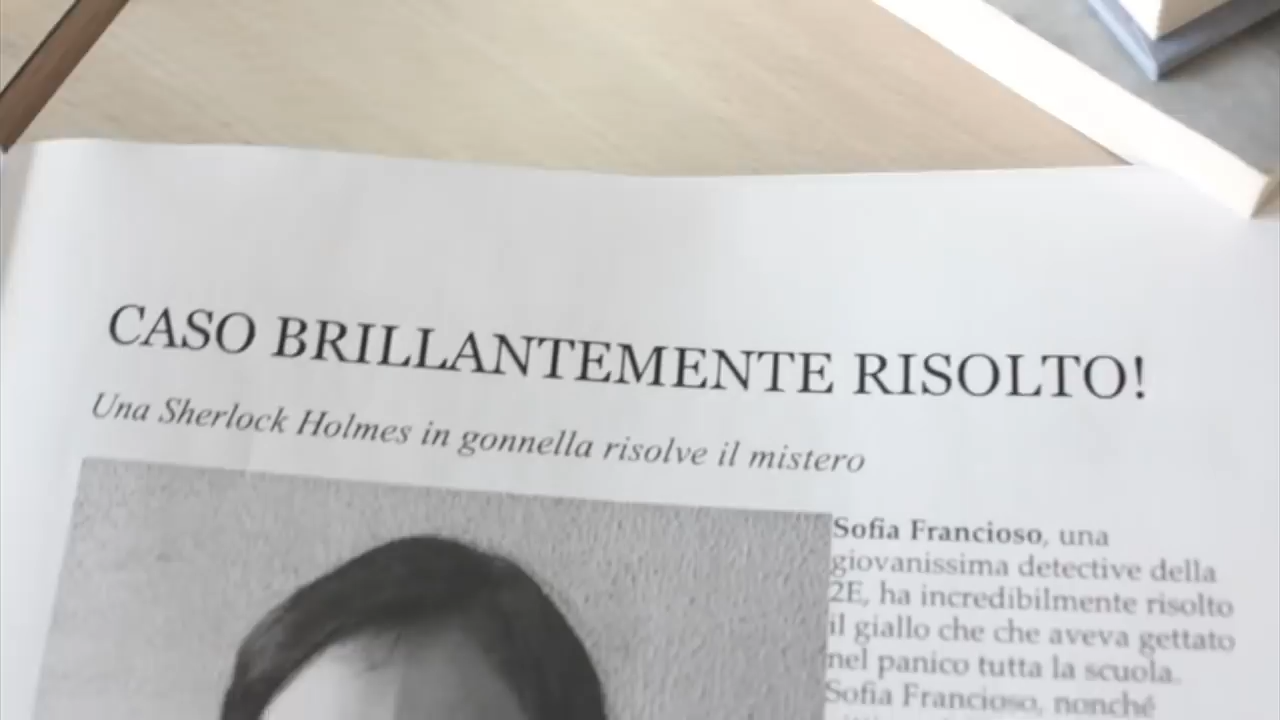 CASO BRILLANTEMENTE RISOLTO!
Una Sherlock Holmes in gonnella risolve il mistero
Sofia Francioso, una
giovanissima detective della
2E, ha incredibilmente risolto
il giallo che che aveva gettato
nel panico tutta la scuola.
Sofia Francioso, nonché